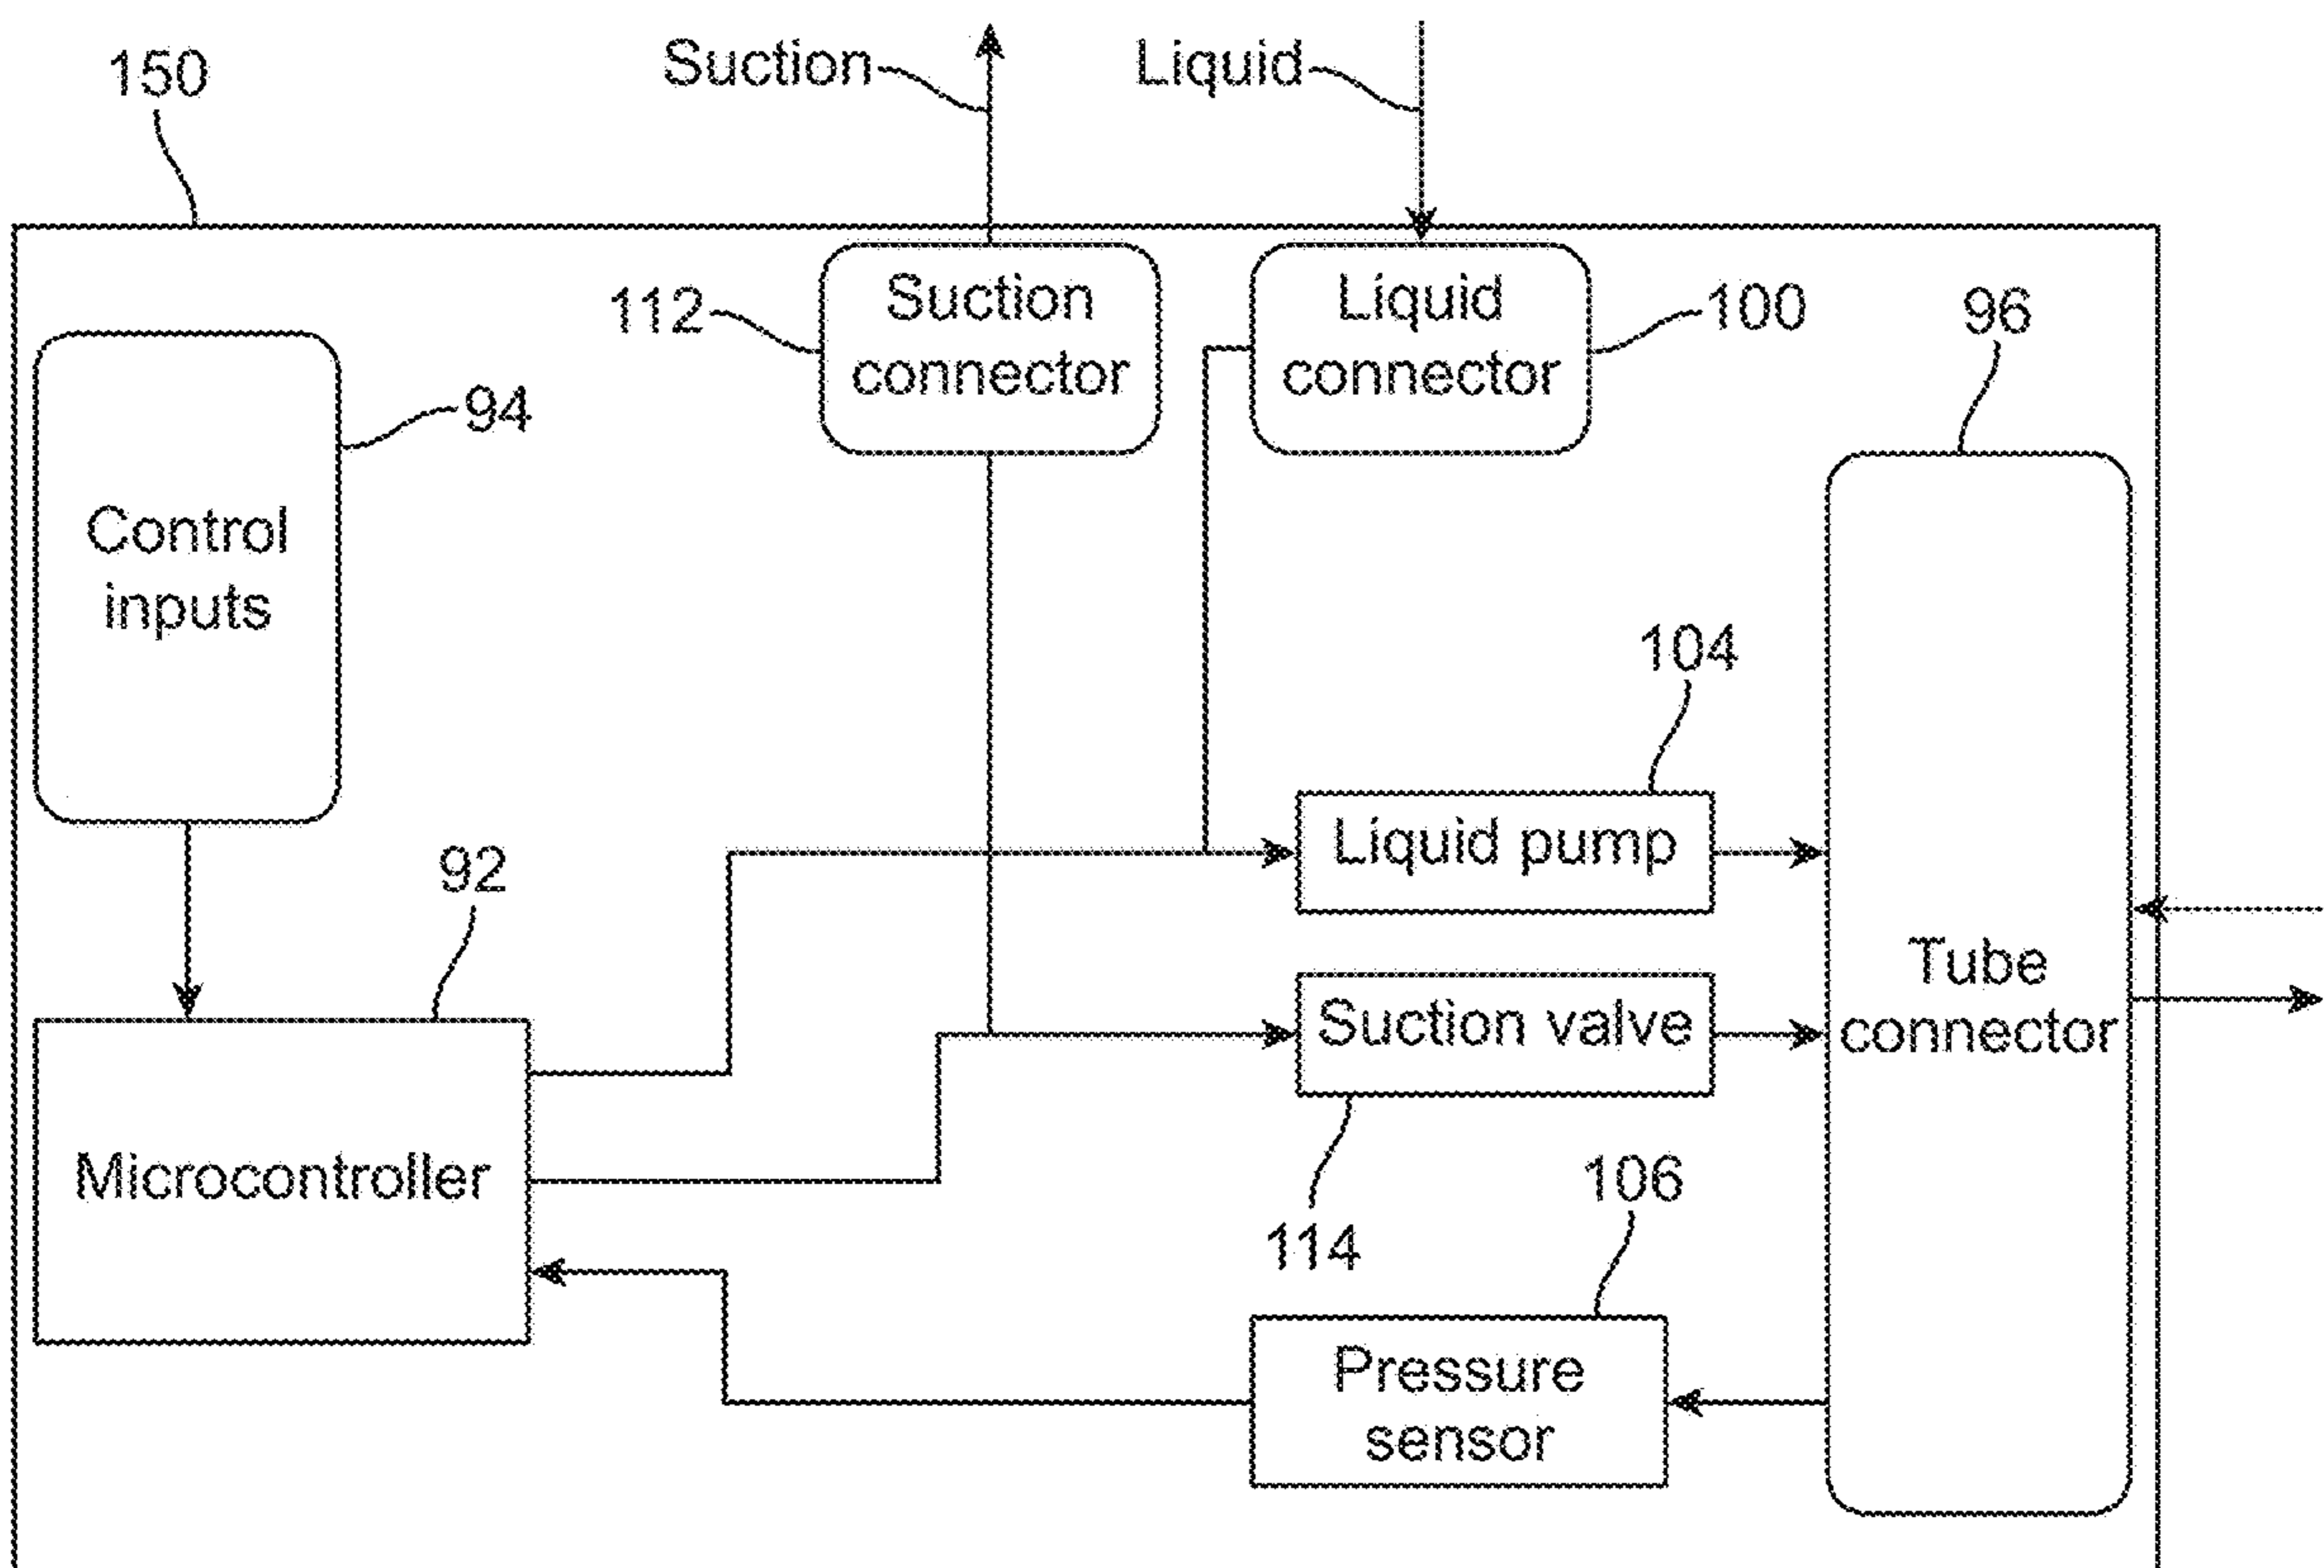 150
Suction
Liquid
112
Suction
connector
Liquid
connector
100
96
94
Control
inputs
104
Liquid pump
92
Tube
connector
Suction valve
Microcontroller
114
106
Pressure
sensor